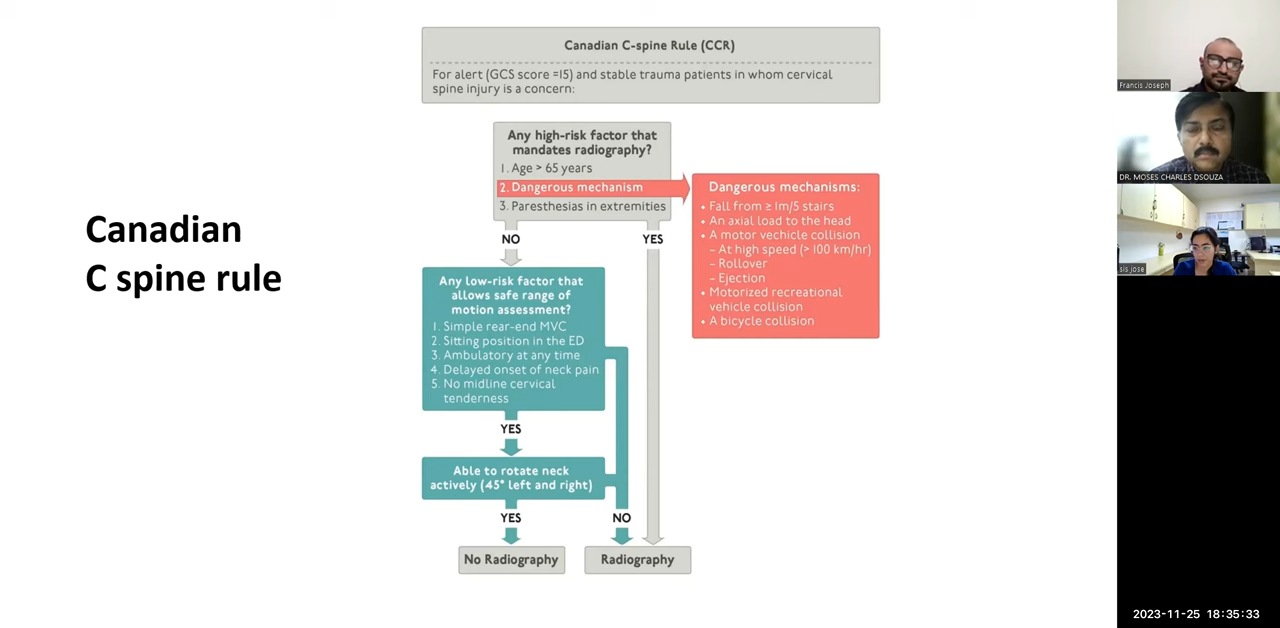 Canadian
C spine rule
Canadian C-spine Rule (CCR)
For alert (GCS score =15) and stable trauma patients in whom cervical
spine injury is a concern:
Any high-risk factor that
mandates radiography?
1. Age > 65 years
2. Dangerous mechanism
3. Paresthesias in extremities
Dangerous mechanisms:
• Fall from ≥ 1m/5 stairs
• An axial load to the head
• A motor vechicle collision
– At high speed (> 100 km/hr)
– Rollover
– Ejection
• Motorized recreational
vehicle collision
• A bicycle collision
NO
YES
Any low-risk factor that
allows safe range of
motion assessment?
1. Simple rear-end MVC
2. Sitting position in the ED
3. Ambulatory at any time
4. Delayed onset of neck pain
5. No midline cervical
tenderness
YES
Able to rotate neck
actively (45° left and right)
YES
NO
No Radiography
Radiography
Francis Joseph
DR. MOSES CHARLES DSOUZA
sis jose
2023-11-25 18:35:33